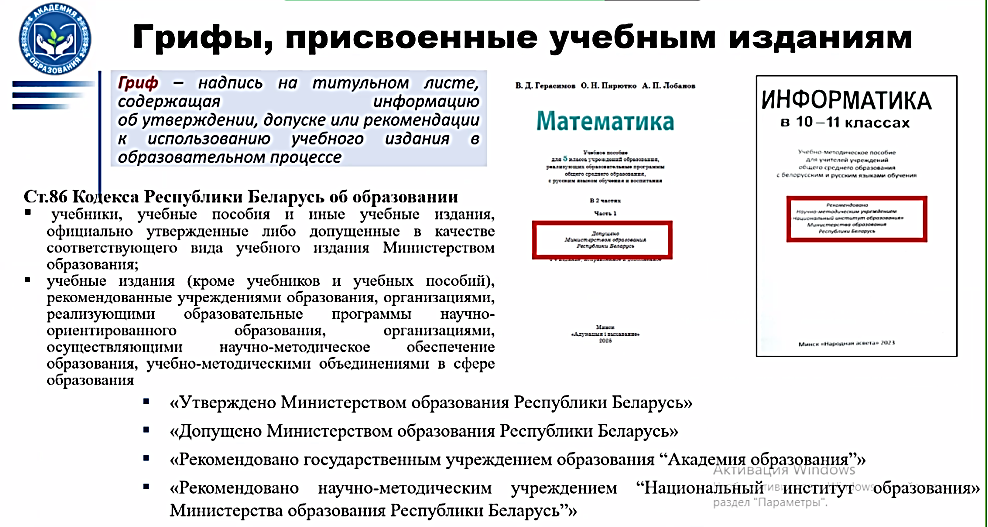 АКАДЕМИЯ
ОБРАЗОВАНИЯ
Грифы, присвоенные учебным изданиям
Гриф – надпись на титульном листе,
содержащая информацию
об утверждении, допуске или рекомендации
к использованию учебного издания в
образовательном процессе
Ст.86 Кодекса Республики Беларусь об образовании
▪ учебники, учебные пособия и иные учебные издания,
официально утвержденные либо допущенные в качестве
соответствующего вида учебного издания Министерством
образования;
▪ учебные издания (кроме учебников и учебных пособий),
рекомендованные учреждениями образования, организациями,
реализующими образовательные программы научно-
ориентированного образования, организациями,
осуществляющими научно-методическое обеспечение
образования, учебно-методическими объединениями в сфере
образования
В. Д. Герасимов О. Н. Пирютко А. П. Лобанов
Математика
Учебное пособие
для 5 класса учреждений образования,
реализующих образовательные программы
общего среднего образования,
с русским языком обучения и воспитания
В 2 частях
Часть 1
Допущено
Министерством образования
Республики Беларусь
Минск
«Адукацыя і выхаванне»
2026
ИНФОРМАТИКА
в 10–11 классах
Учебно-методическое пособие
для учителей учреждений
общего среднего образования
с белорусским и русским языками обучения
Рекомендовано
Научно-методическим учреждением
«Национальный институт образования»
Министерства образования
Республики Беларусь
Минск «Народная асвета» 2023
▪ «Утверждено Министерством образования Республики Беларусь»
▪ «Допущено Министерством образования Республики Беларусь»
▪ «Рекомендовано государственным учреждением образования “Академия образования”»
▪ «Рекомендовано научно-методическим учреждением “Национальный институт образования»
Министерства образования Республики Беларусь”»
Активация Windows
раздел "Параметры".